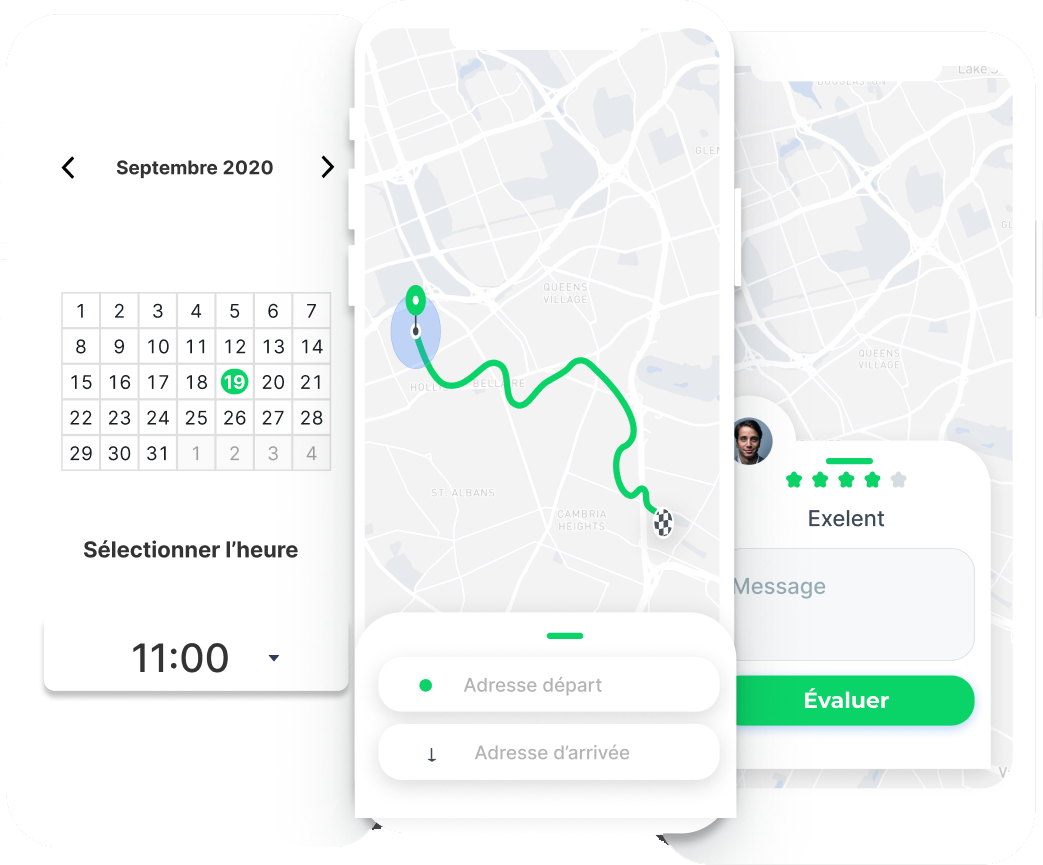 Septembre 2020
1 2 3 4 5 6 7
8 9 10 11 12 13 14
15 16 17 18 19 20 21
22 23 24 25 26 27 28
29 30 31 1 2 3 4
Sélectionner l’heure
11:00
QUEENS
VILLAGE
BELLAIRE
ST. ALBANS
CAMBRIA
HEIGHTS
Adresse départ
Adresse d’arrivée
DOUGLASTON
Lake
QUEENS
VILLAGE
Exelent
Message
Évaluer